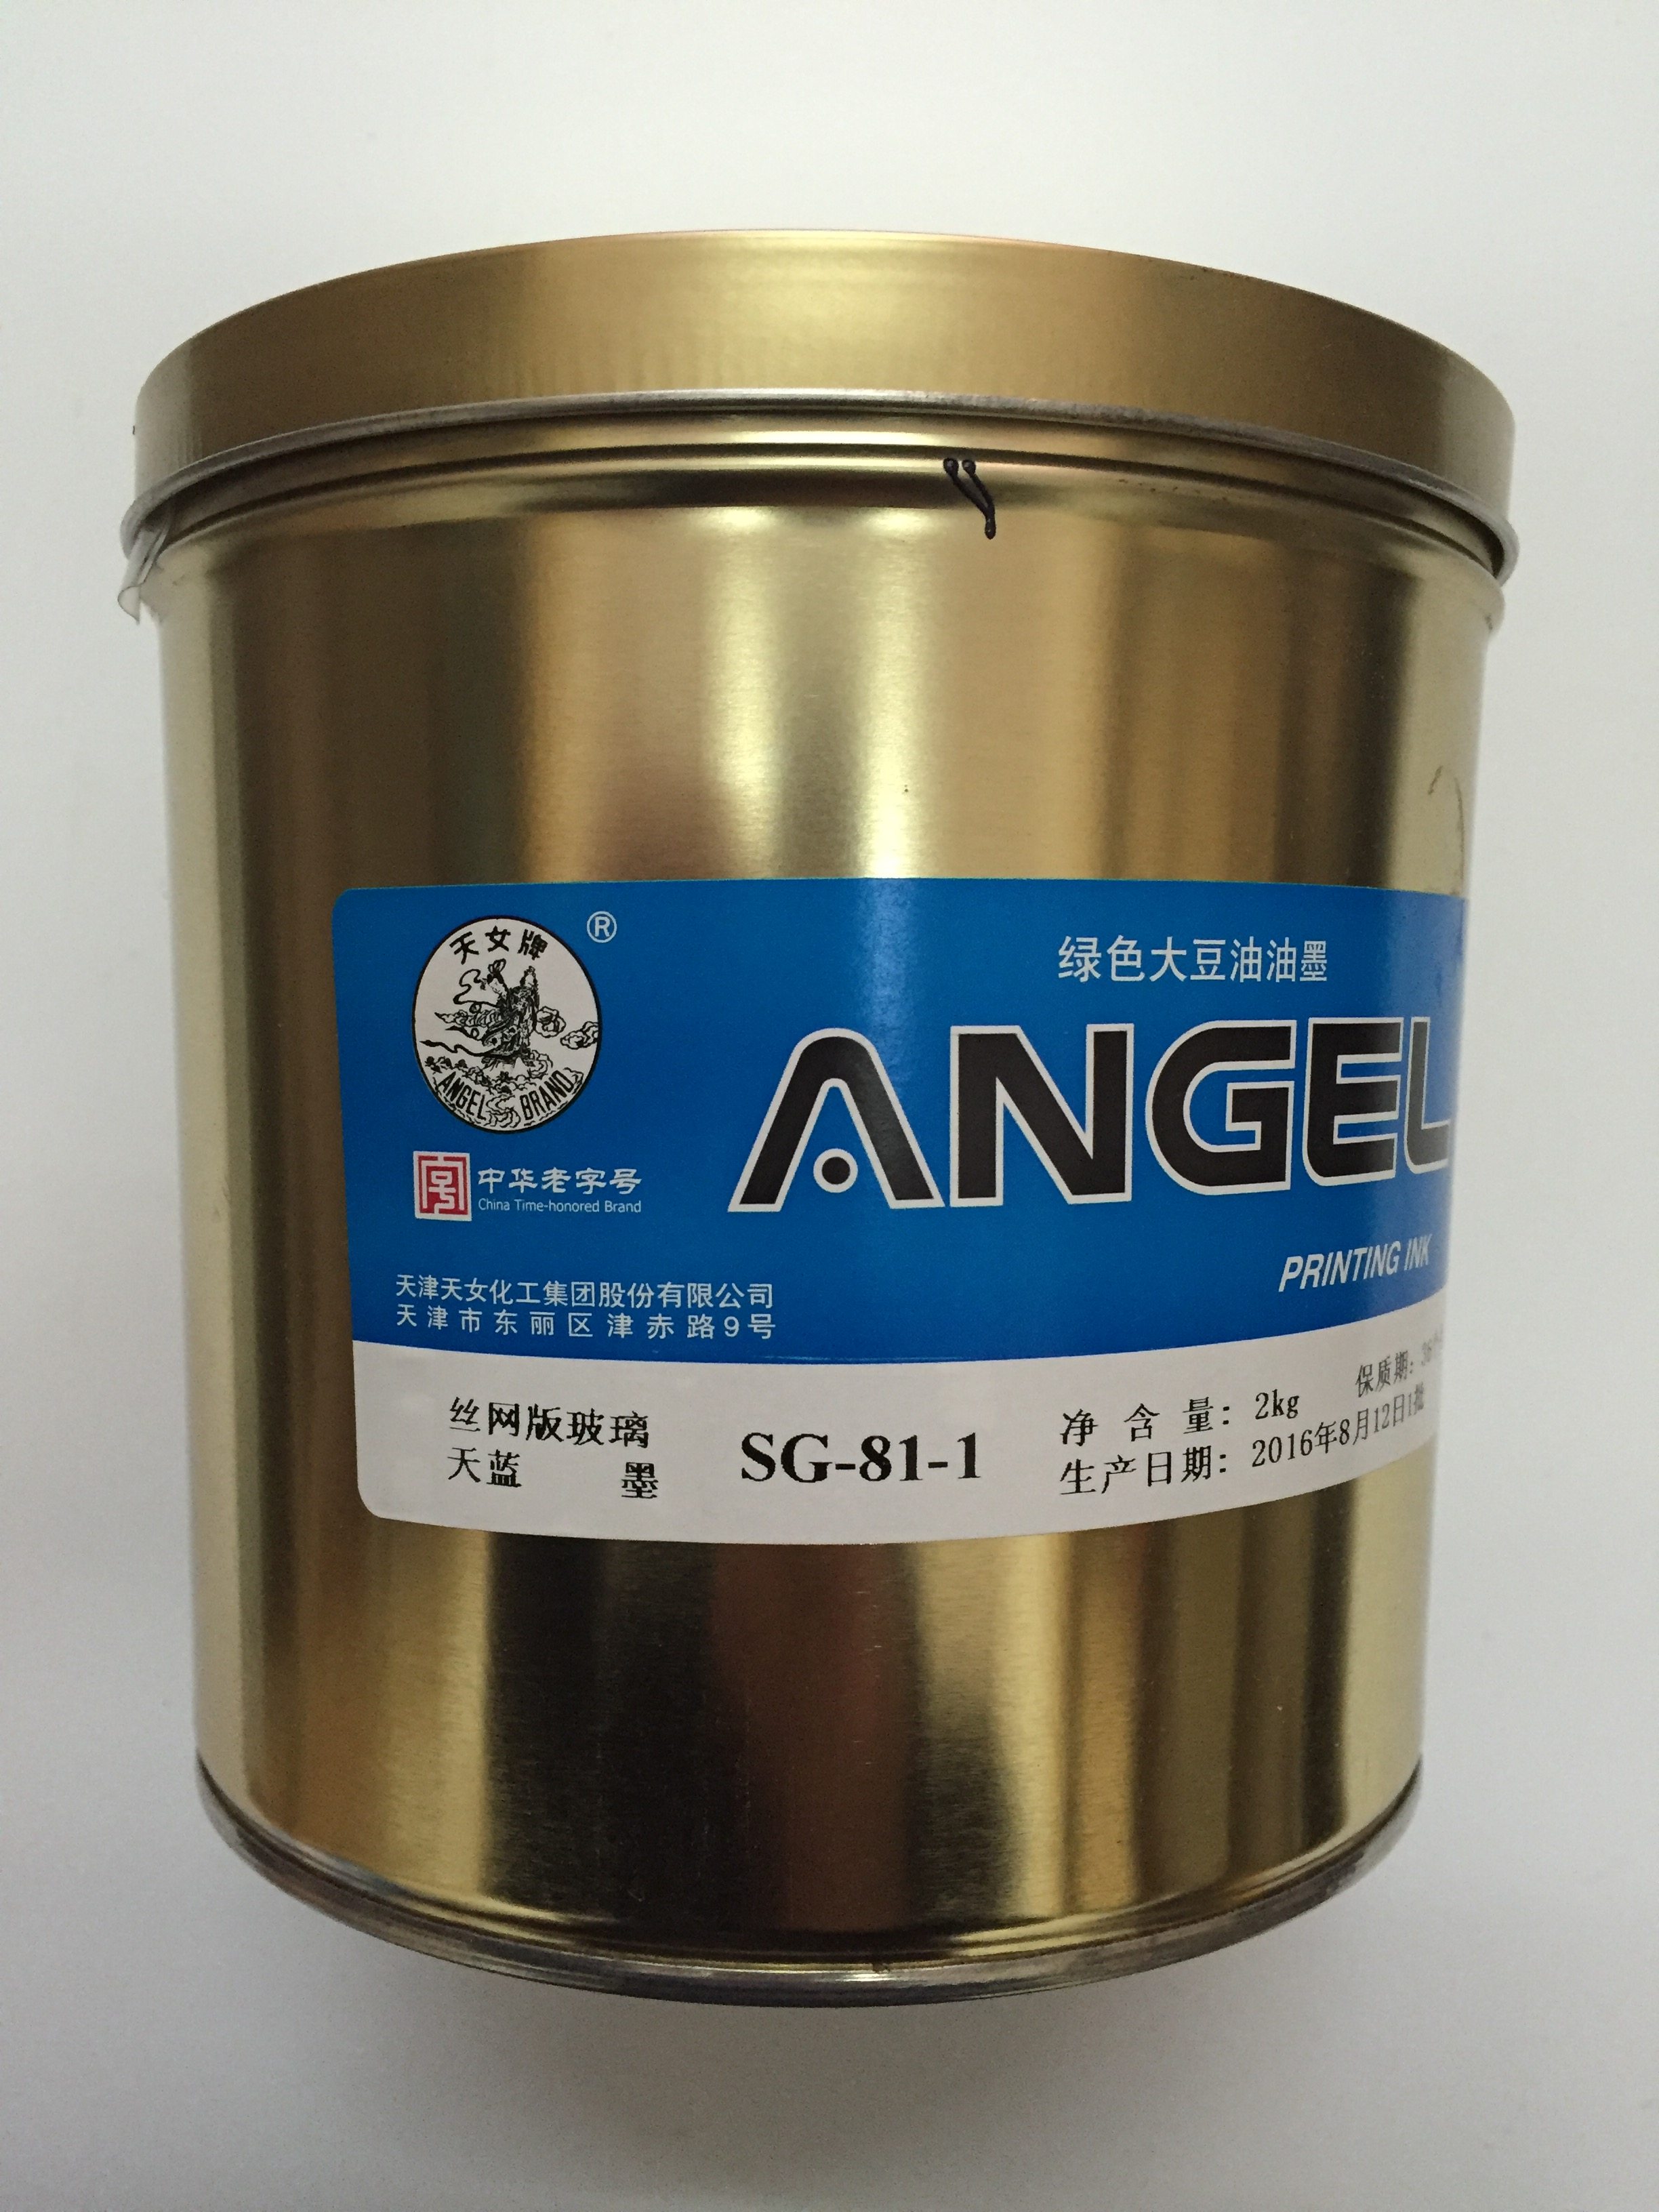 天女牌
®
ANGEL BRAND
中华老字号
China Time-honored Brand
绿色大豆油油墨
ANGEL
PRINTING INK
天津天女化工集团股份有限公司
天津市东丽区津赤路9号
丝网版玻璃
天蓝 墨
SG-81-1
净含量: 2kg
保质期:
生产日期: 2016年8月12日1批